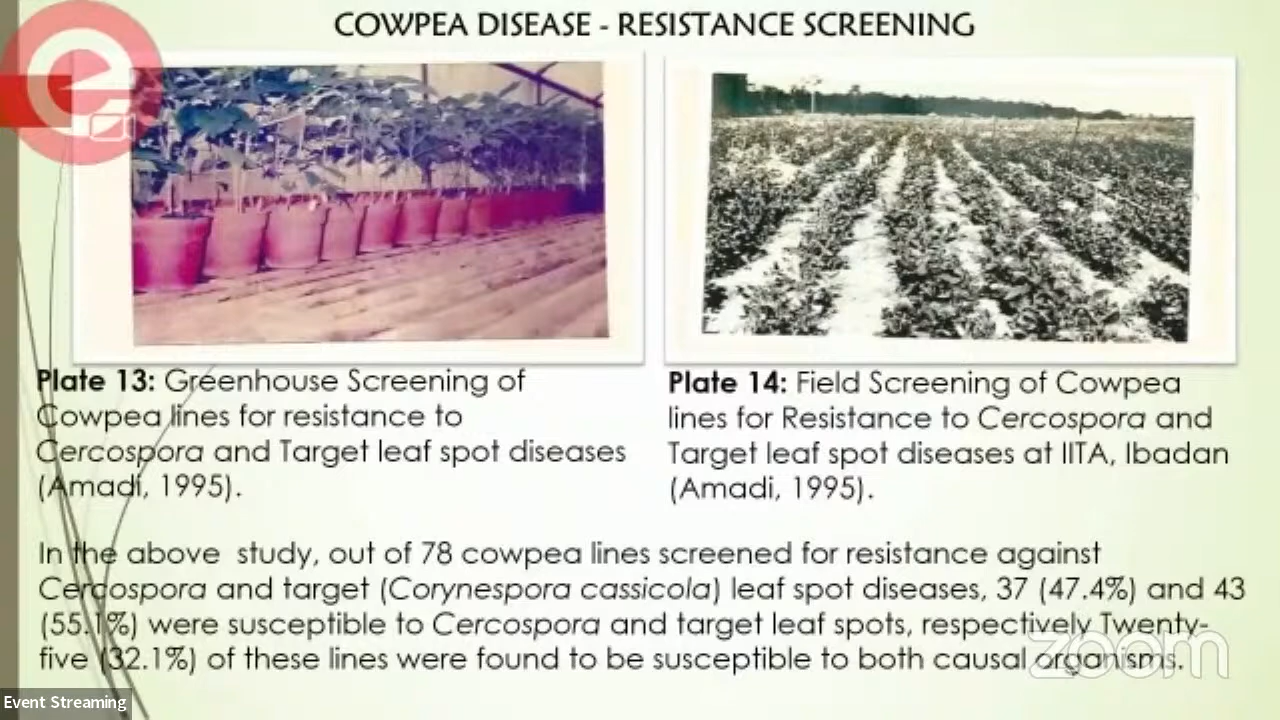 COWPEA DISEASE - RESISTANCE SCREENING
Plate 13: Greenhouse Screening of
Cowpea lines for resistance to
Cercospora and Target leaf spot diseases
(Amadi, 1995).
Plate 14: Field Screening of Cowpea
lines for Resistance to Cercospora and
Target leaf spot diseases at IITA, Ibadan
(Amadi, 1995).
In the above study, out of 78 cowpea lines screened for resistance against
Cercospora and target (Corynespora cassicola) leaf spot diseases, 37 (47.4%) and 43
(55.1%) were susceptible to Cercospora and target leaf spots, respectively Twenty-
five (32.1%) of these lines were found to be susceptible to both causal organisms.
zoom
Event Streaming